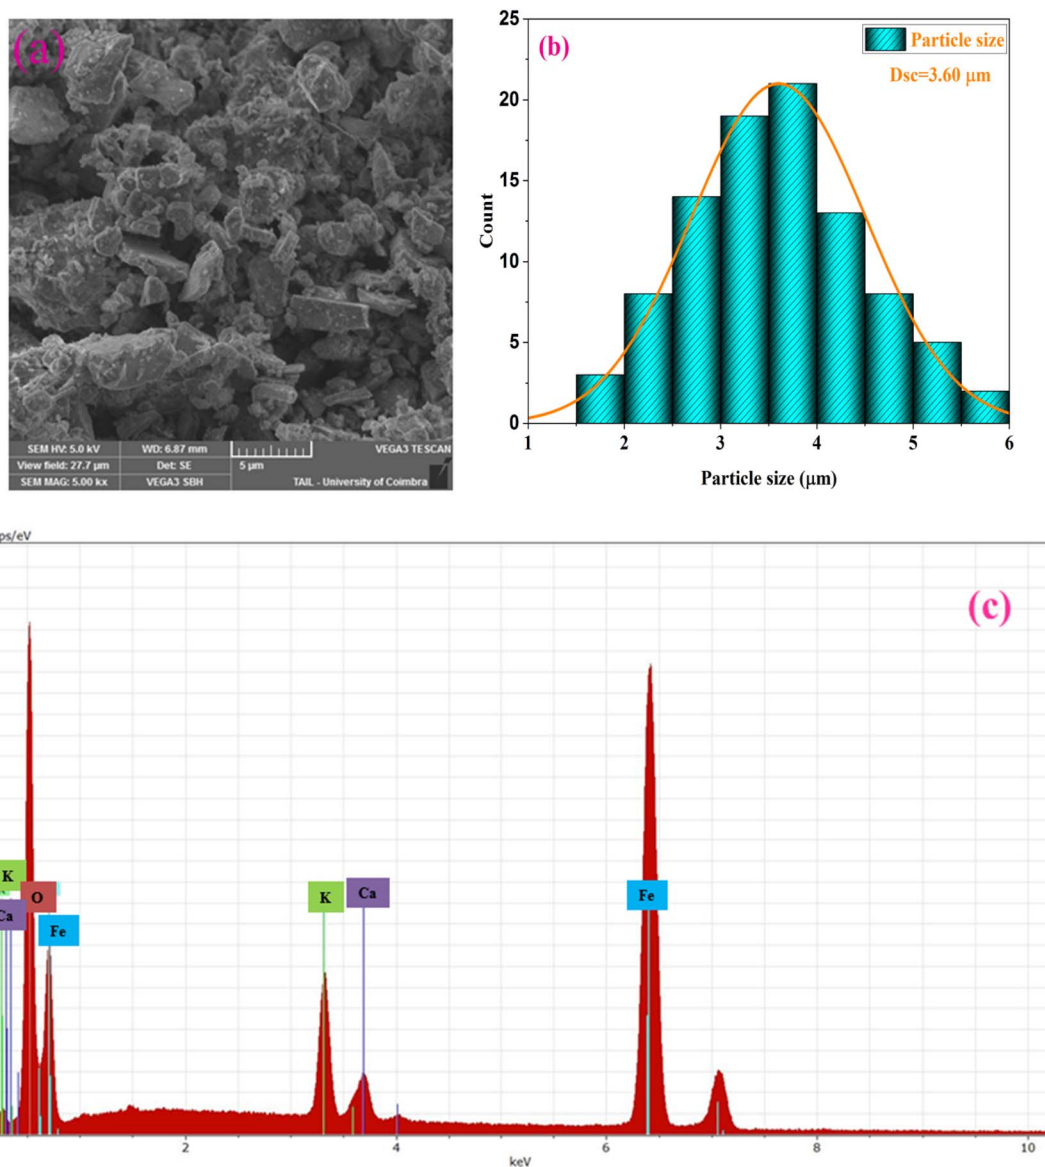 (a)
SEM HV: 5.0 kV WD: 6.87 mm VEGA3 TESCAN
View field: 27.7 µm Det: SE 5 µm
SEM MAG: 5.00 kx VEGA3 SBH TAIL - University of Coimbra
(b)
Particle size
Dsc=3.60 µm
25
20
15
10
5
0
Count
1 2 3 4 5 6
Particle size (µm)
ps/eV
(c)
K
Ca
O
Fe
K
Ca
Fe
2 4 6 8 10
keV